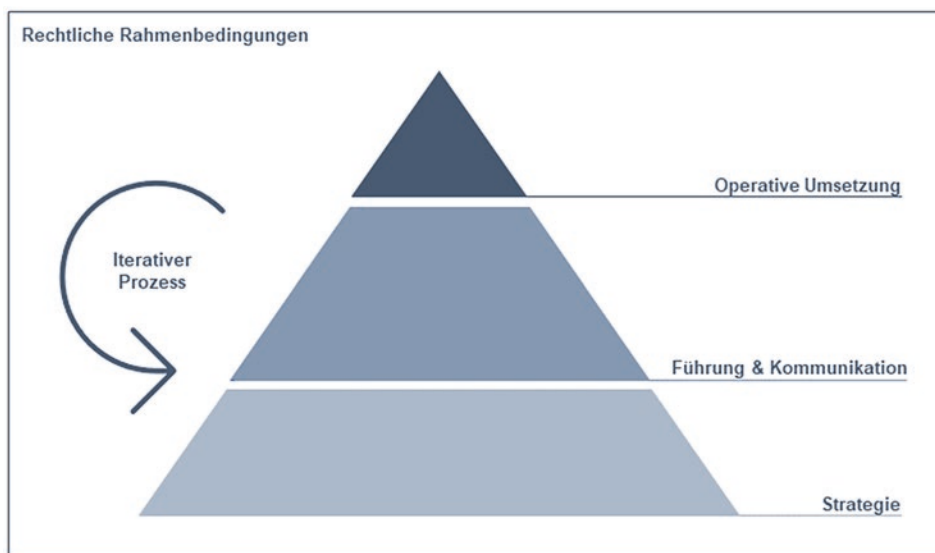 Rechtliche Rahmenbedingungen
Operative Umsetzung
Iterativer
Prozess
Führung & Kommunikation
Strategie